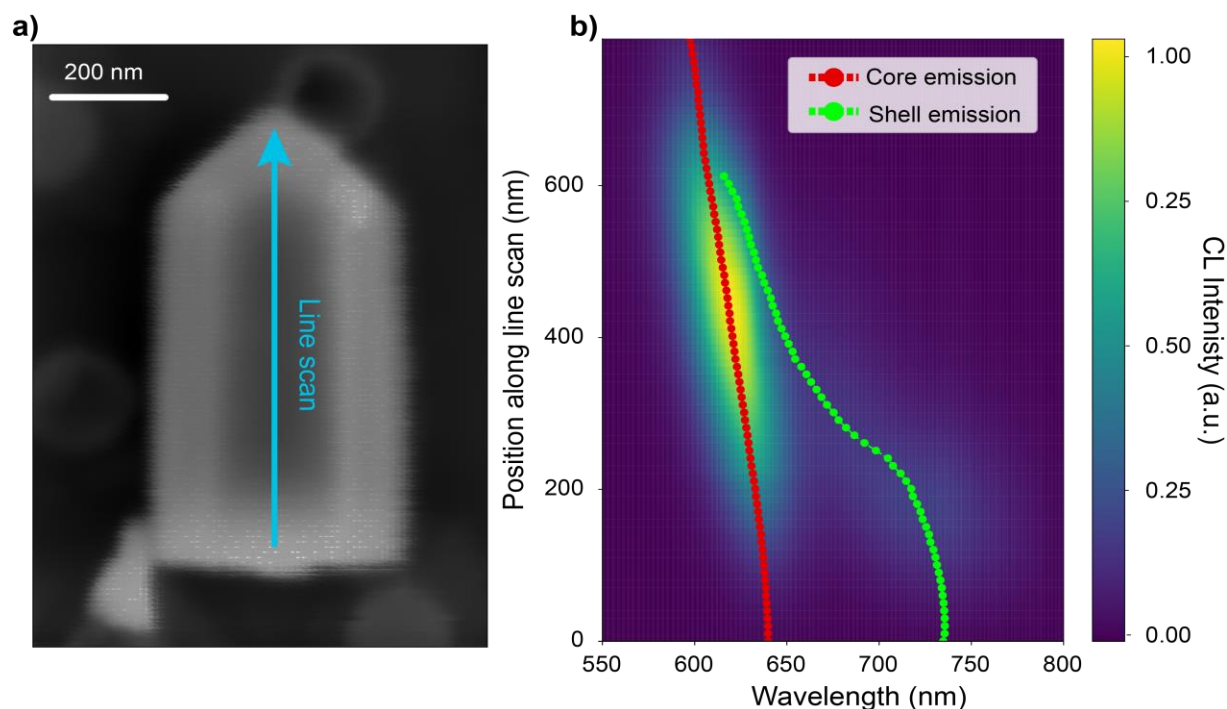 a)
200 nm
Line scan
b)
Core emission
Shell emission
Position along line scan (nm)
600
400
200
0
550
600
650
700
750
800
Wavelength (nm)
1.00
0.25
0.50
0.25
0.00
CL Intenisty (a.u.)